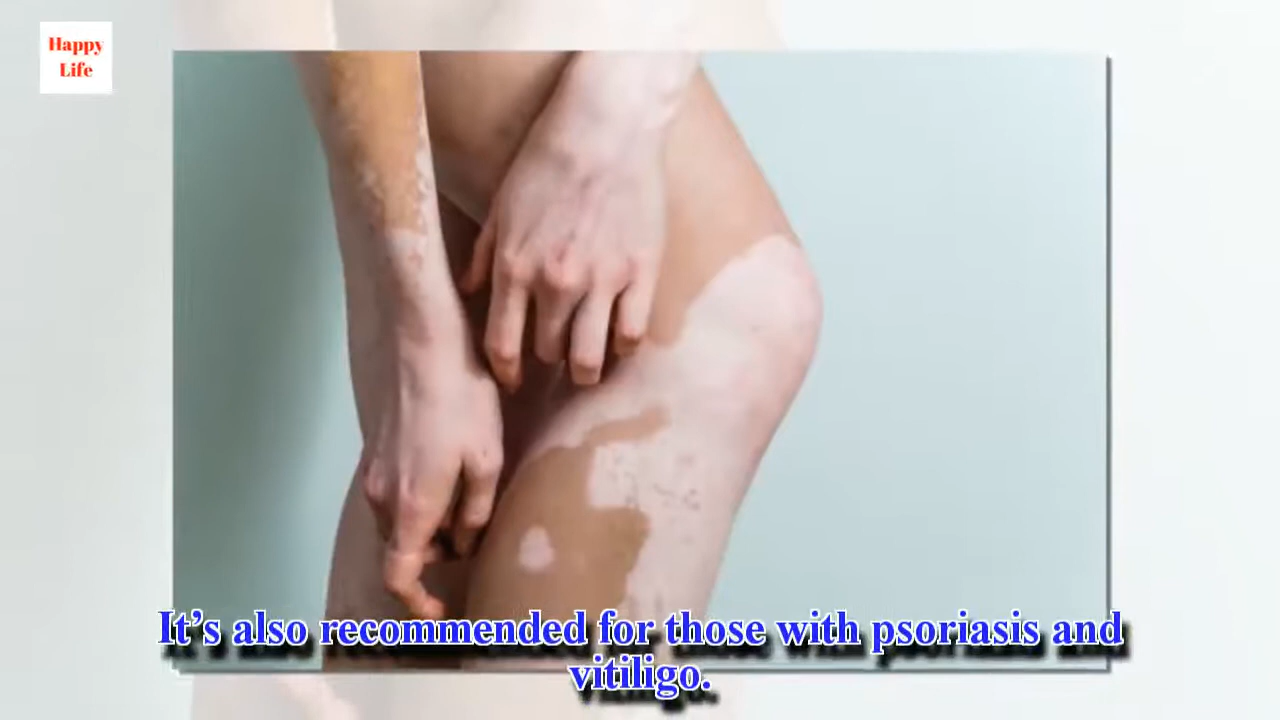 Happy
Life
It's also recommended for those with psoriasis and
vitiligo.